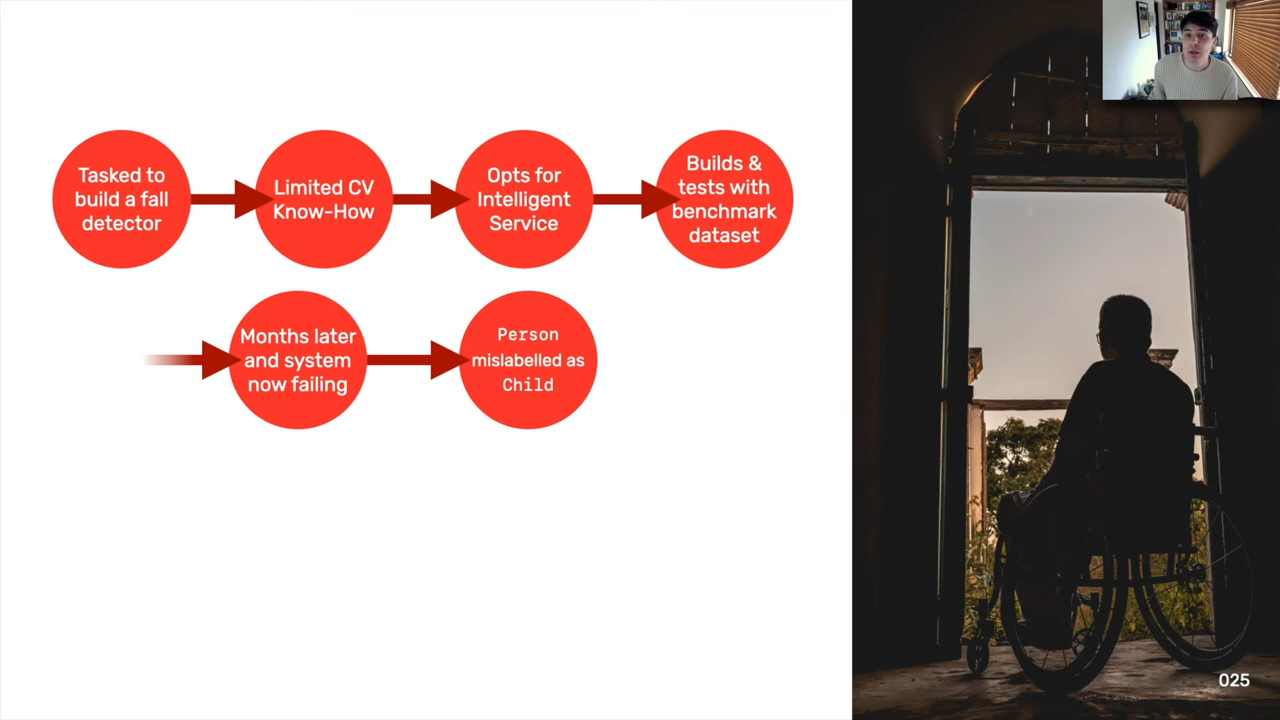 Tasked to
build a fall
detector
Limited CV
Know-How
Opts for
Intelligent
Service
Builds &
tests with
benchmark
dataset
Months later
and system
now failing
Person
mislabelled as
Child
025